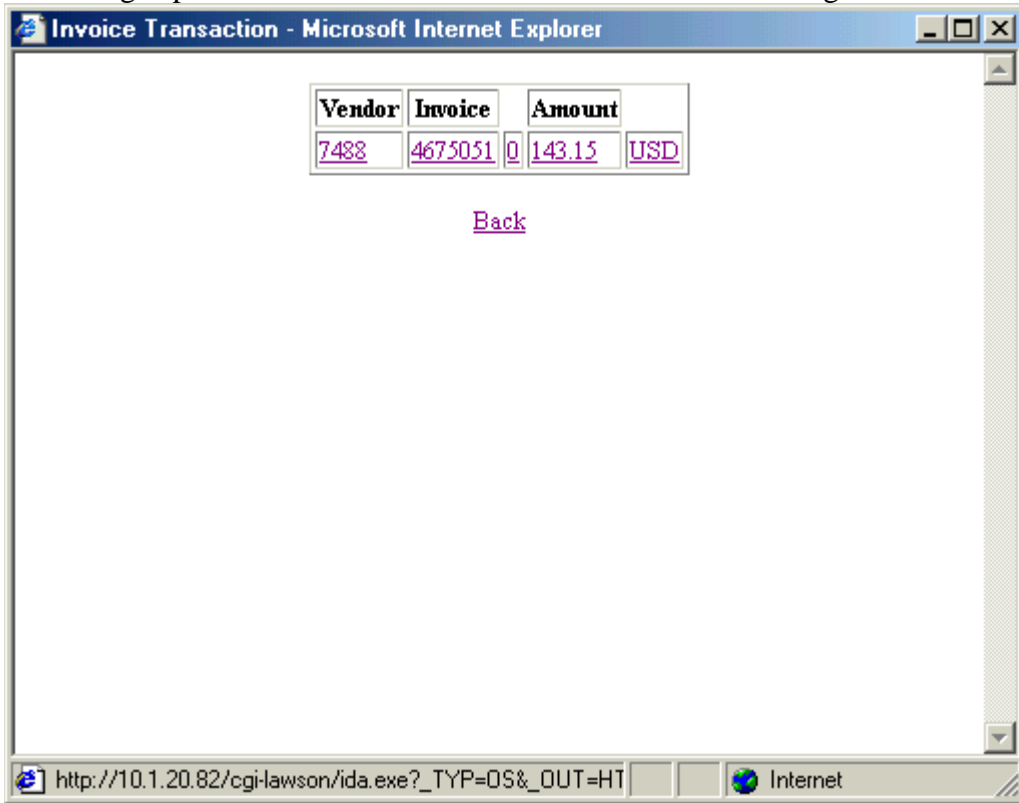 Invoice Transaction - Microsoft Internet Explorer
Vendor Invoice Amount
7488 4675051 0 143.15 USD
Back
http://10.1.20.82/cgi-lawson/ida.exe?_TYP=OS&_OUT=HT Internet